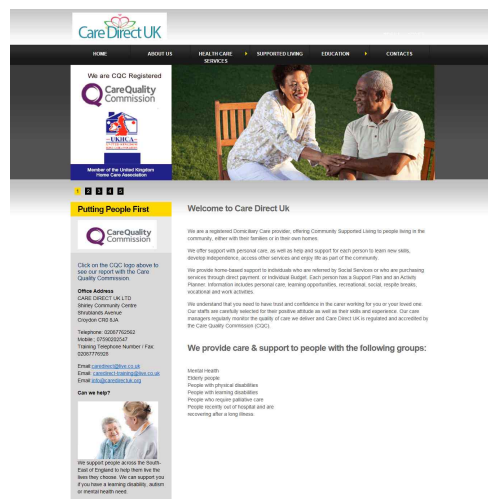 Care Direct UK
HOME
ABOUT US
HEALTH CARE
SERVICES
SUPPORTED LIVING
EDUCATION
CONTACTS
We are CQC Registered
CareQuality
Commission
UKHCA
Member of the United Kingdom
Home Care Association
1 2 3 4 5
Putting People First
CareQuality
Commission
Click on the CQC logo above to
see our report with the Care
Quality Commission.
Office Address
CARE DIRECT UK LTD
Shirley Community Centre
Shrublands Avenue
Croydon CR0 8JA
Telephone: 02087762562
Mobile:: 07590202547
Training Telephone Number / Fax:
02087776928
Email:caredirect@live.co.uk
Email: caredirect-training@live.co.uk
Email:info@caredirectuk.org
Can we help?
We support people across the South-
East of England to help them live the
lives they choose. We can support you
if you have a learning disability, autism
or mental health need.
Welcome to Care Direct Uk
We are a registered Domiciliary Care provider, offering Community Supported Living to people living in the
community, either with their families or in their own homes.
We offer support with personal care, as well as help and support for each person to learn new skills,
develop independence, access other services and enjoy life as part of the community.
We provide home-based support to individuals who are referred by Social Services or who are purchasing
services through direct payment, or Individual Budget. Each person has a Support Plan and an Activity
Planner. Information includes personal care, learning opportunities, recreational, social, respite breaks,
vocational and work activities.
We understand that you need to have trust and confidence in the carer working for you or your loved one.
Our staffs are carefully selected for their positive attitude as well as their skills and experience. Our care
managers regularly monitor the quality of care we deliver and Care Direct UK is regulated and accredited by
the Care Quality Commission (CQC).
We provide care & support to people with the following groups:
Mental Health
Elderly people
People with physical disabilities
People with learning disabilities
People who require palliative care
People recently out of hospital and are
recovering after a long illness